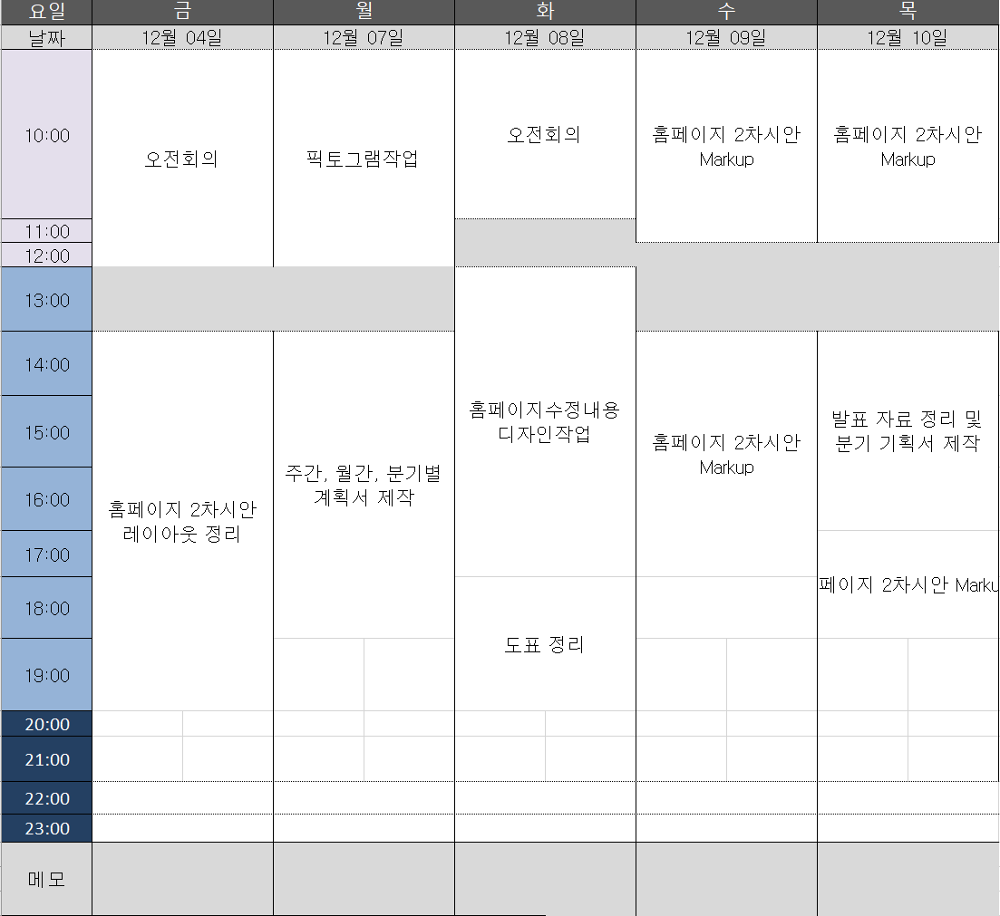 요일 금 월 화 수 목
날짜 12월 04일 12월 07일 12월 08일 12월 09일 12월 10일
10:00
오전회의
픽토그램작업
오전회의
홈페이지 2차시안
Markup
홈페이지 2차시안
Markup
11:00
12:00
13:00
14:00
15:00
16:00
17:00
18:00
19:00
홈페이지 2차시안
레이아웃 정리
주간, 월간, 분기별
계획서 제작
홈페이지수정내용
디자인작업
도표 정리
홈페이지 2차시안
Markup
발표 자료 정리 및
분기 기획서 제작
페이지 2차시안 Marku
20:00
21:00
22:00
23:00
메모